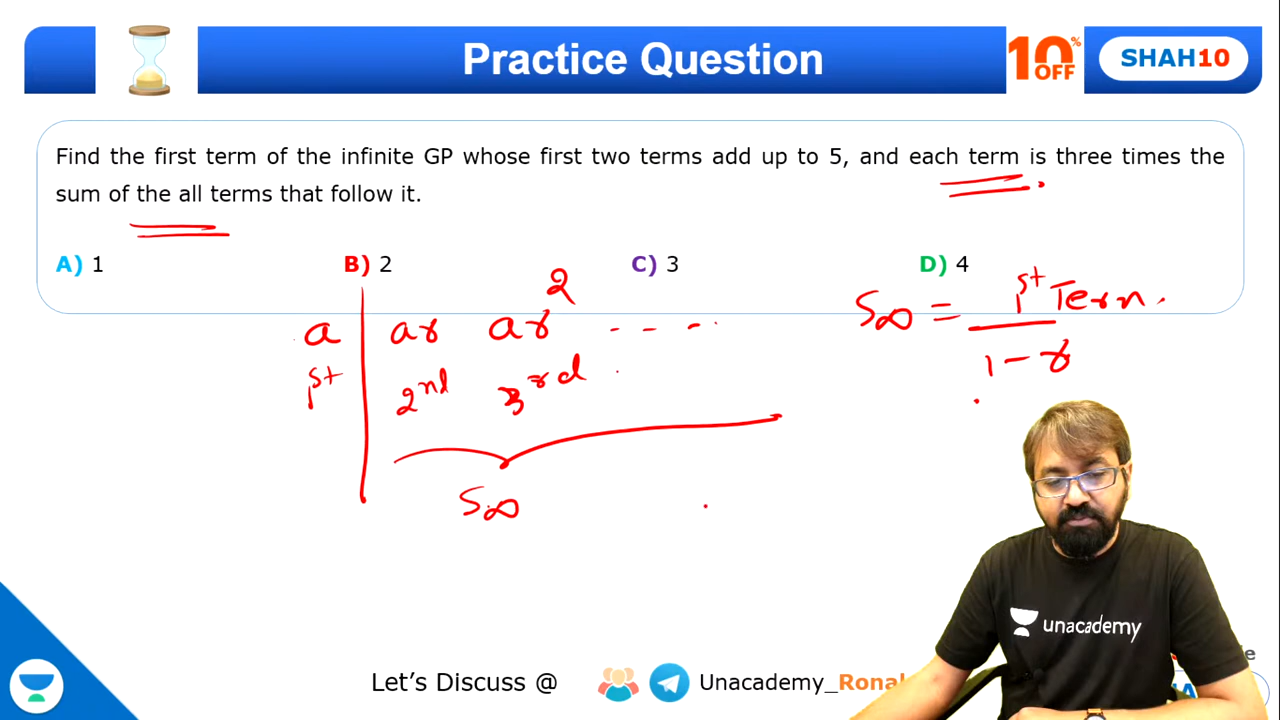 Practice Question
10% OFF
SHAH10
Find the first term of the infinite GP whose first two terms add up to 5, and each term is three times the
sum of the all terms that follow it.
A) 1
B) 2
C) 3
D) 4
a | ar ar² - - - -
1st 2nd 3rd
S∞
S∞ = 1st Term
1-r
unacademy
Let's Discuss @
Unacademy_Ronak